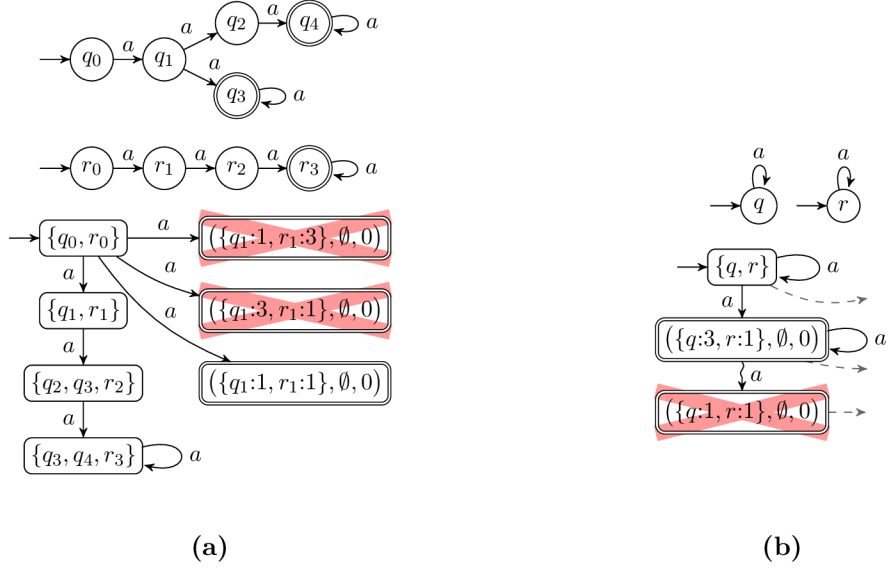 a
q₂
a
q₄
a
q₀
a
q₁
a
q₃
a
r₀
a
r₁
a
r₂
a
r₃
a
{q₀, r₀}
a
({q₁:1, r₁:3}, ∅, 0)
a
a
a
{q₁, r₁}
({q₁:3, r₁:1}, ∅, 0)
a
{q₂, q₃, r₂}
({q₁:1, r₁:1}, ∅, 0)
a
{q₃, q₄, r₃}
a
(a)
a
a
q
r
{q, r}
a
a
({q:3, r:1}, ∅, 0)
a
a
({q:1, r:1}, ∅, 0)
(b)